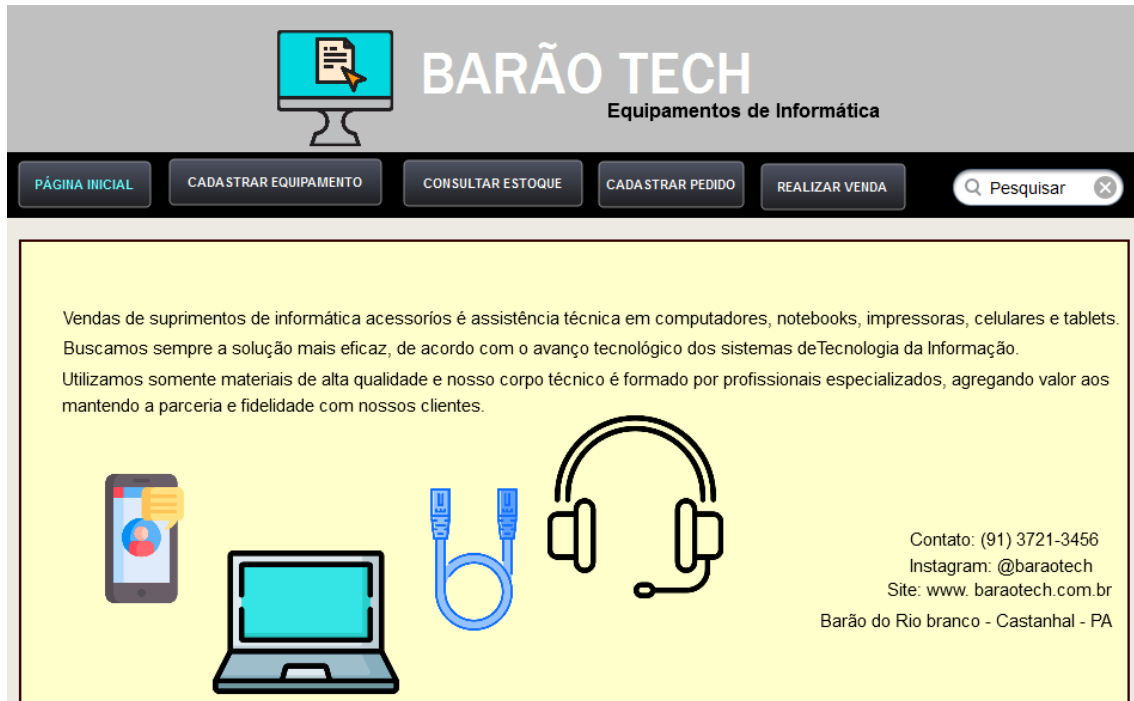 BARÃO TECH
Equipamentos de Informática
PÁGINA INICIAL
CADASTRAR EQUIPAMENTO
CONSULTAR ESTOQUE
CADASTRAR PEDIDO
REALIZAR VENDA
Pesquisar
Vendas de suprimentos de informática acessoríos é assistência técnica em computadores, notebooks, impressoras, celulares e tablets.
Buscamos sempre a solução mais eficaz, de acordo com o avanço tecnológico dos sistemas deTecnologia da Informação.
Utilizamos somente materiais de alta qualidade e nosso corpo técnico é formado por profissionais especializados, agregando valor aos
mantendo a parceria e fidelidade com nossos clientes.
Contato: (91) 3721-3456
Instagram: @baraotech
Site: www. baraotech.com.br
Barão do Rio branco - Castanhal - PA